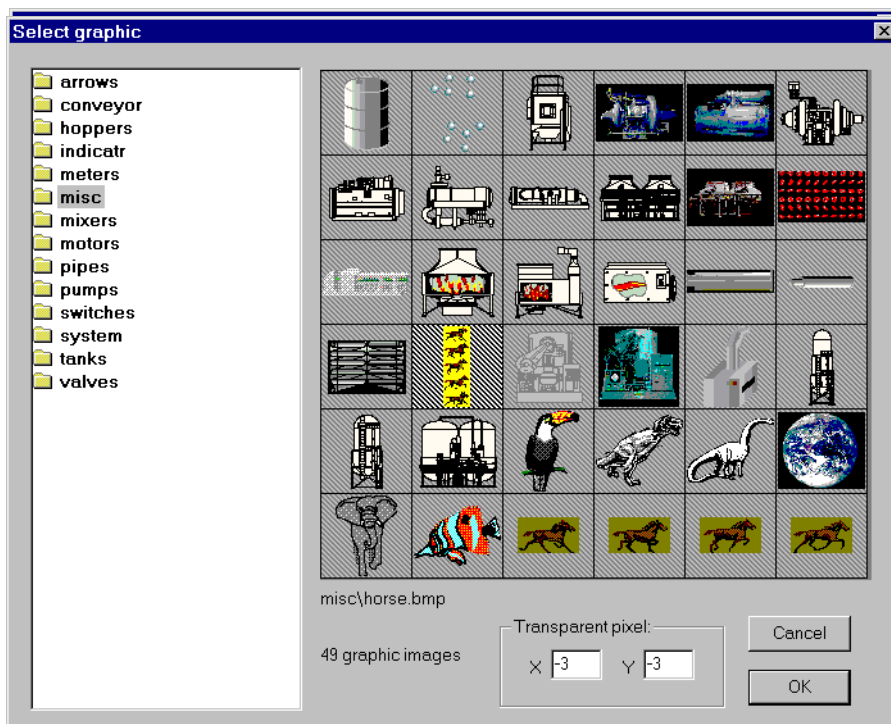 Select graphic
arrows
conveyor
hoppers
indicatr
meters
misc
mixers
motors
pipes
pumps
switches
system
tanks
valves
misc\horse.bmp
49 graphic images
Transparent pixel:
X -3 Y -3
Cancel
OK